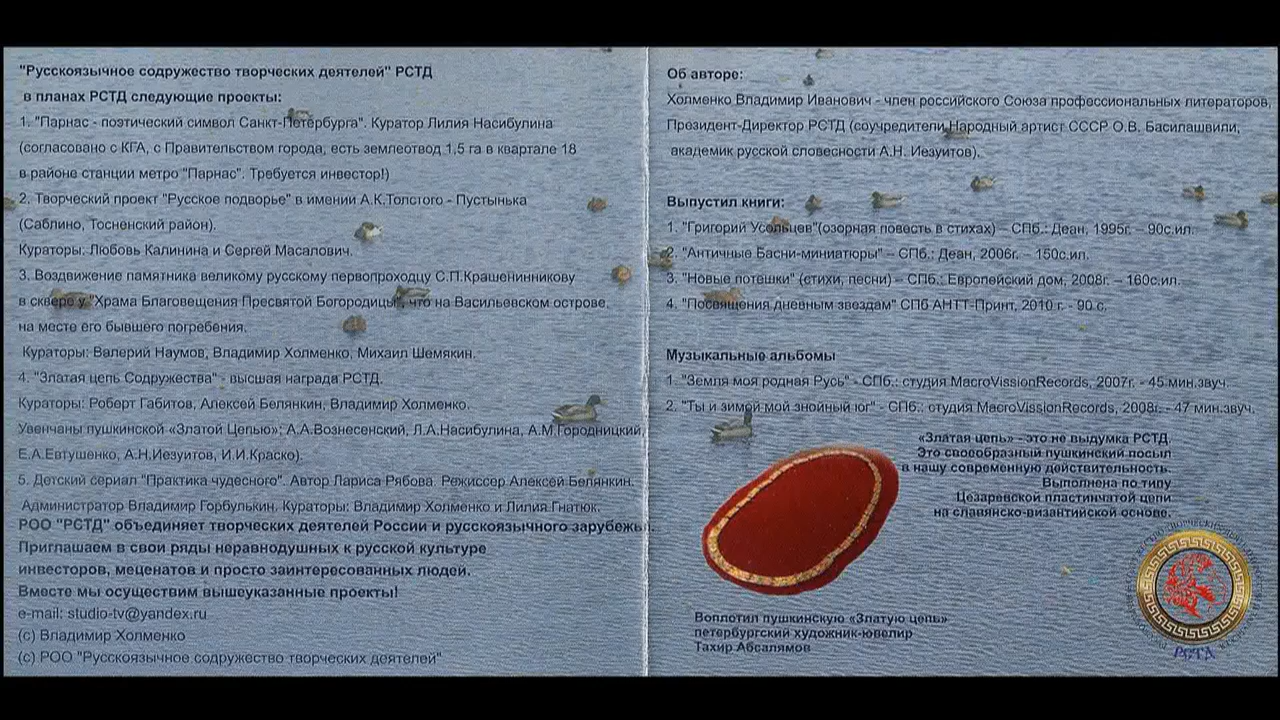 "Русскоязычное содружество творческих деятелей" РСТД
в планах РСТД следующие проекты:
1. "Парнас - поэтический символ Санкт-Петербурга". Куратор Лилия Насибулина
(согласовано с КГА, с Правительством города, есть землеотвод 1,5 га в квартале 18
в районе станции метро "Парнас". Требуется инвестор!)
2. Творческий проект "Русское подворье" в имении А.К.Толстого - Пустынька
(Саблино, Тосненский район).
Кураторы: Любовь Калинина и Сергей Масалович.
3. Воздвижение памятника великому русскому первопроходцу С.П.Крашенинникову
в сквере у "Храма Благовещения Пресвятой Богородицы", что на Васильевском острове,
на месте его бывшего погребения.
Кураторы: Валерий Наумов, Владимир Холменко, Михаил Шемякин.
4. "Златая цепь Содружества" - высшая награда РСТД.
Кураторы: Роберт Габитов, Алексей Белянкин, Владимир Холменко.
Увенчаны пушкинской «Златой Цепью»: А.А.Вознесенский, Л.А.Насибулина, А.М.Городницкий,
Е.А.Евтушенко, А.Н.Иезуитов, И.И.Краско).
5. Детский сериал "Практика чудесного". Автор Лариса Рябова. Режиссер Алексей Белянкин.
Администратор Владимир Горбулькин. Кураторы: Владимир Холменко и Лилия Гнатюк.
РОО "РСТД" объединяет творческих деятелей России и русскоязычного зарубежья.
Приглашаем в свои ряды неравнодушных к русской культуре
инвесторов, меценатов и просто заинтересованных людей.
Вместе мы осуществим вышеуказанные проекты!
e-mail: studio-tv@yandex.ru
(с) Владимир Холменко
(с) РОО "Русскоязычное содружество творческих деятелей"
Об авторе:
Холменко Владимир Иванович - член российского Союза профессиональных литераторов,
Президент-Директор РСТД (соучредители Народный артист СССР О.В. Басилашвили,
академик русской словесности А.Н. Иезуитов).
Выпустил книги:
1. "Григорий Усольцев"(озорная повесть в стихах) – СПб.: Деан, 1995г. – 90с.ил.
2. "Античные Басни-миниатюры" – СПб.: Деан, 2006г. – 150с.ил.
3. "Новые потешки" (стихи, песни) – СПб.: Европейский дом, 2008г. – 160с.ил.
4. "Посвящения дневным звездам" СПб АНТТ-Принт, 2010 г. - 90 с.
Музыкальные альбомы
1. "Земля моя родная Русь" - СПб.: студия MacroVissionRecords, 2007г. - 45 мин.звуч.
2. "Ты и зимой мой знойный юг" - СПб.: студия MacroVissionRecords, 2008г. - 47 мин.звуч.
«Златая цепь» - это не выдумка РСТД.
Это своеобразный пушкинский посыл
в нашу современную действительность.
Выполнена по типу
Цезаревской пластинчатой цепи
на славянско-византийской основе.
Воплотил пушкинскую «Златую цепь»
петербургский художник-ювелир
Тахир Абсалямов
РСТД